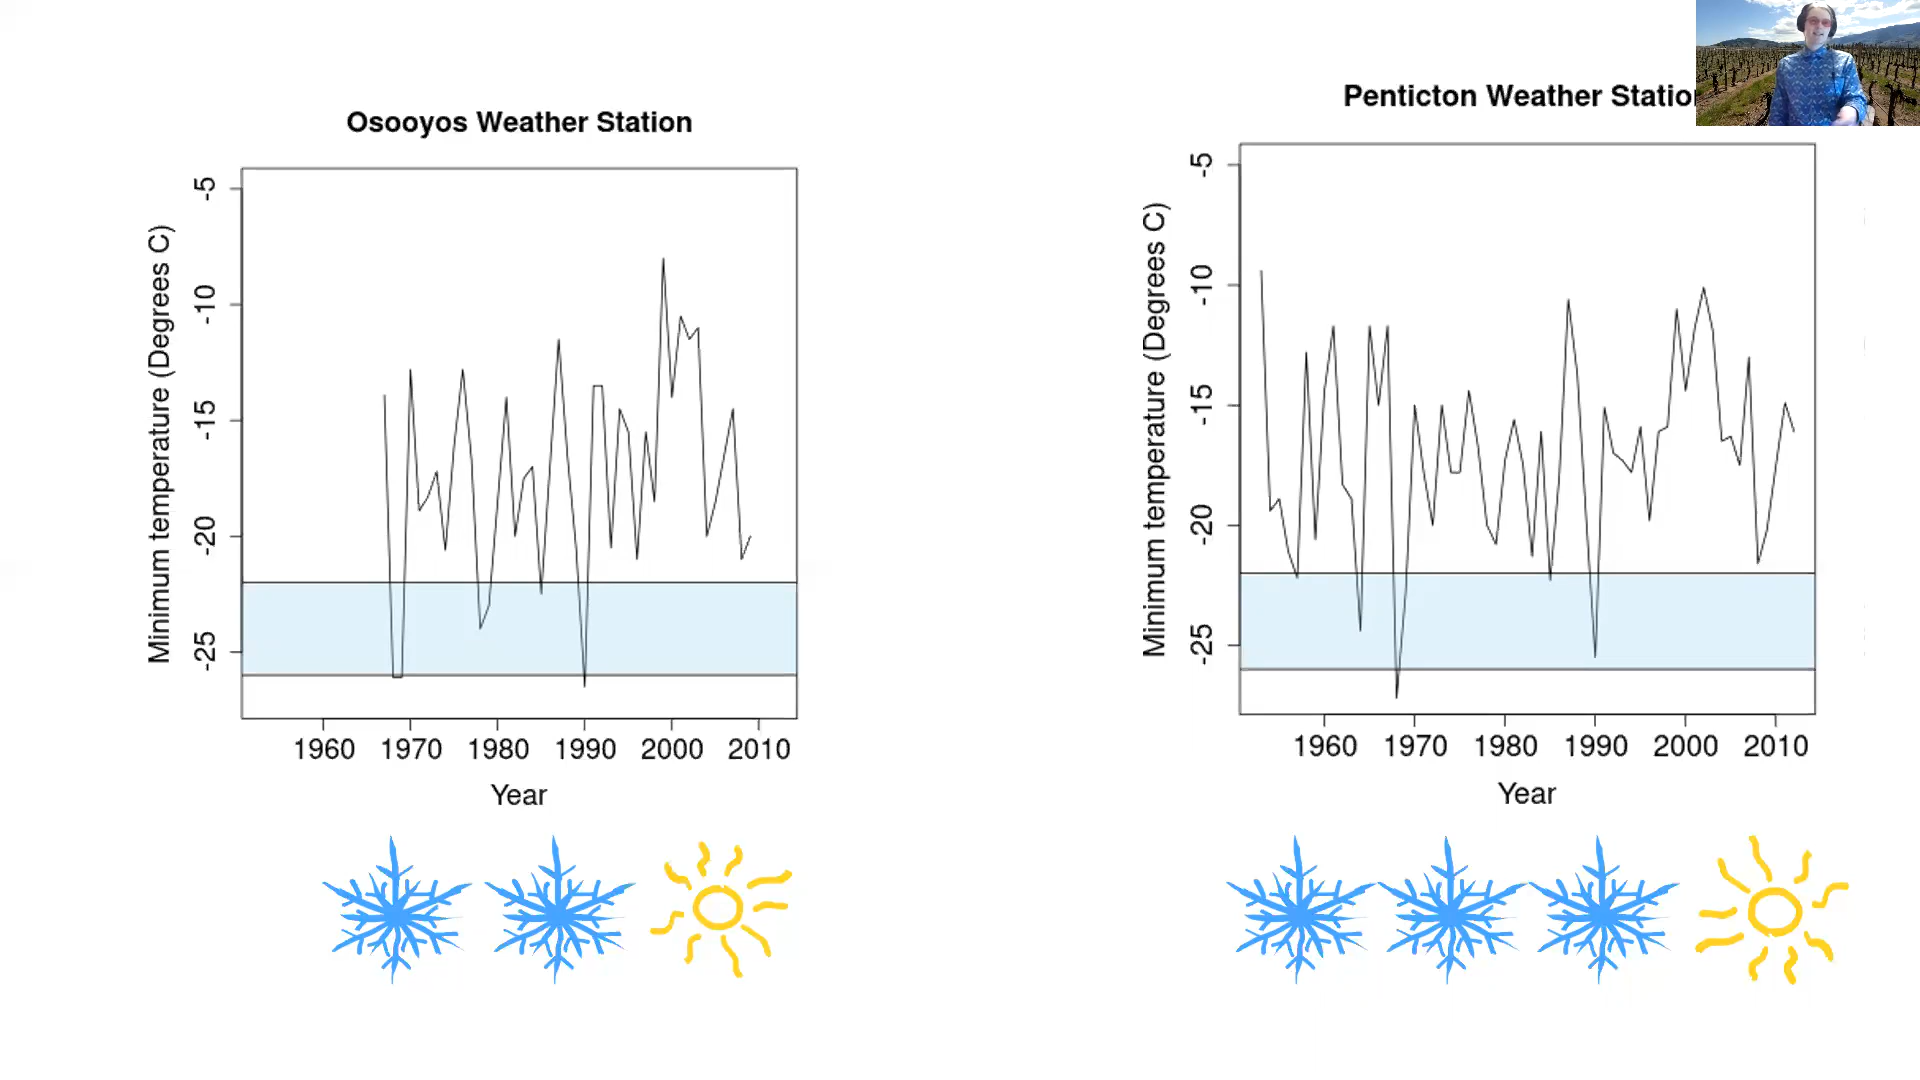 Osooyos Weather Station
Minimum temperature (Degrees C)
-5
-10
-15
-20
-25
1960 1970 1980 1990 2000 2010
Year
Penticton Weather Statio
Minimum temperature (Degrees C)
-5
-10
-15
-20
-25
1960 1970 1980 1990 2000 2010
Year